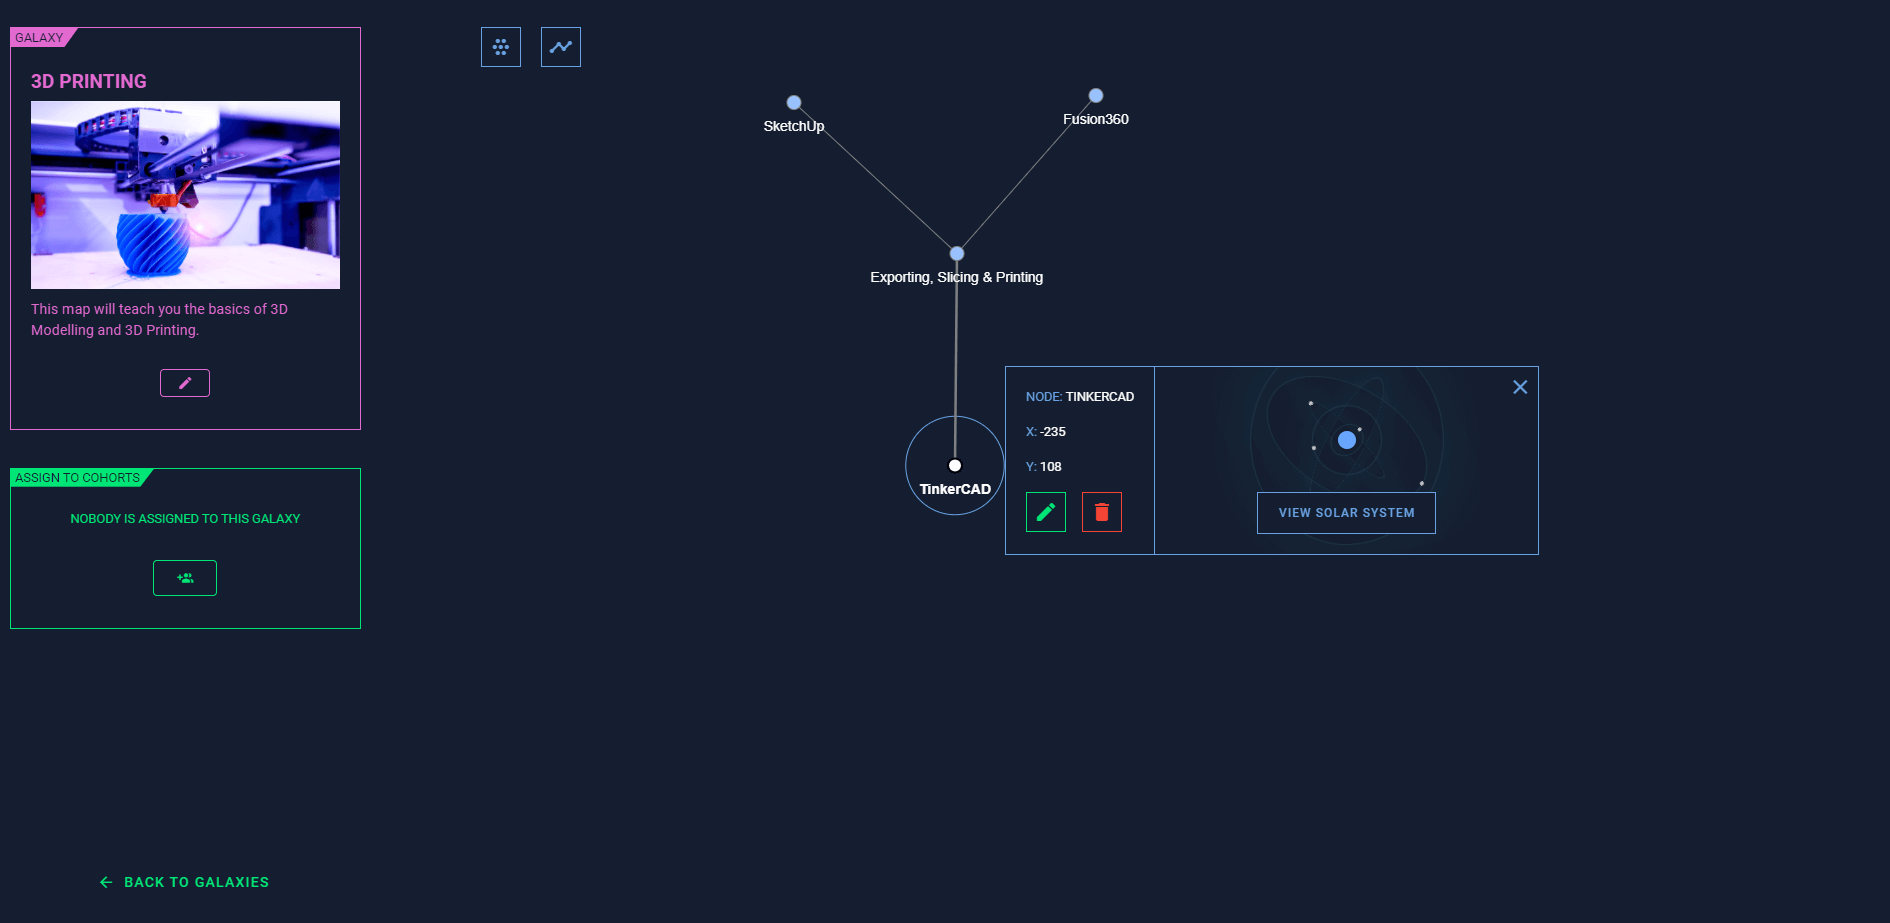 GALAXY
3D PRINTING
This map will teach you the basics of 3D
Modelling and 3D Printing.
ASSIGN TO COHORTS
NOBODY IS ASSIGNED TO THIS GALAXY
BACK TO GALAXIES
SketchUp
Fusion360
Exporting, Slicing & Printing
TinkerCAD
NODE: TINKERCAD
X: -235
Y: 108
VIEW SOLAR SYSTEM